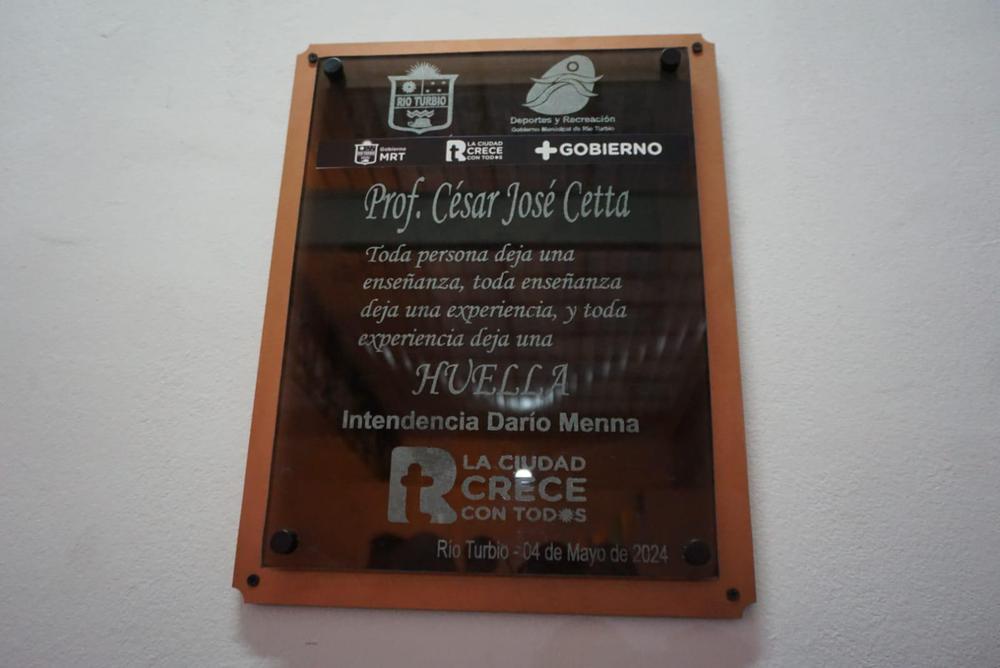 RIO TURBIO
Deportes y Recreación
Gobierno Municipal de Río Turbio
Gobierno
MRT
LA CIUDAD
CRECE
CON TOD✹S
+GOBIERNO
Prof. César José Cetta
Toda persona deja una
enseñanza, toda enseñanza
deja una experiencia, y toda
experiencia deja una
HUELLA
Intendencia Darío Menna
LA CIUDAD
CRECE
CON TOD✹S
Río Turbio - 04 de Mayo de 2024